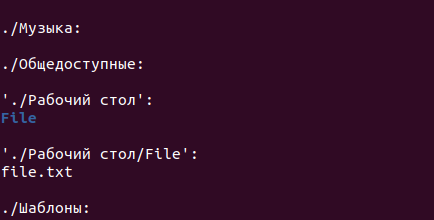 ./Музыка:
./Общедоступные:
'./Рабочий стол':
File
'./Рабочий стол/File':
file.txt
./Шаблоны: